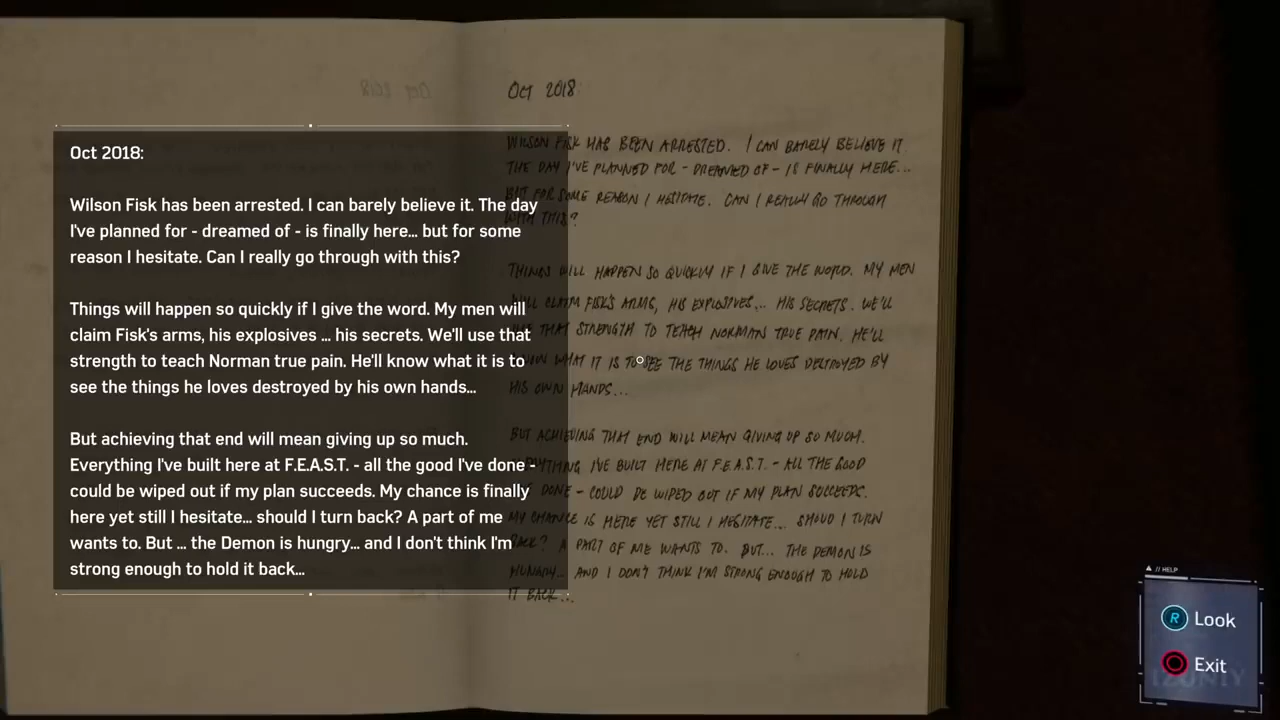 Oct 2018:
Wilson Fisk has been arrested. I can barely believe it. The day
I've planned for - dreamed of - is finally here... but for some
reason I hesitate. Can I really go through with this?
Things will happen so quickly if I give the word. My men will
claim Fisk's arms, his explosives ... his secrets. We'll use that
strength to teach Norman true pain. He'll know what it is to
see the things he loves destroyed by his own hands...
But achieving that end will mean giving up so much.
Everything I've built here at F.E.A.S.T. - all the good I've done -
could be wiped out if my plan succeeds. My chance is finally
here yet still I hesitate... should I turn back? A part of me
wants to. But ... the Demon is hungry... and I don't think I'm
strong enough to hold it back...
Oct 2018
OCT 2018
WILSON FISK HAS BEEN ARRESTED. I CAN BARELY BELIEVE IT.
THE DAY I'VE PLANNED FOR - DREAMED OF - IS FINALLY HERE...
BUT FOR SOME REASON I HESITATE. CAN I REALLY GO THROUGH
WITH THIS?
THINGS WILL HAPPEN SO QUICKLY IF I GIVE THE WORD. MY MEN
WILL CLAIM FISK'S ARMS, HIS EXPLOSIVES... HIS SECRETS. WE'LL
USE THAT STRENGTH TO TEACH NORMAN TRUE PAIN. HE'LL
KNOW WHAT IT IS TO SEE THE THINGS HE LOVES DESTROYED BY
HIS OWN HANDS...
BUT ACHIEVING THAT END WILL MEAN GIVING UP SO MUCH.
EVERYTHING I'VE BUILT HERE AT F.E.A.S.T. - ALL THE GOOD
DONE - COULD BE WIPED OUT IF MY PLAN SUCCEEDS.
MY CHANCE IS HERE YET STILL I HESITATE... SHOUD I TURN
BACK? A PART OF ME WANTS TO. BUT... THE DEMON IS
HUNGRY... AND I DON'T THINK I'M STRONG ENOUGH TO HOLD
IT BACK...
// HELP
R Look
Exit